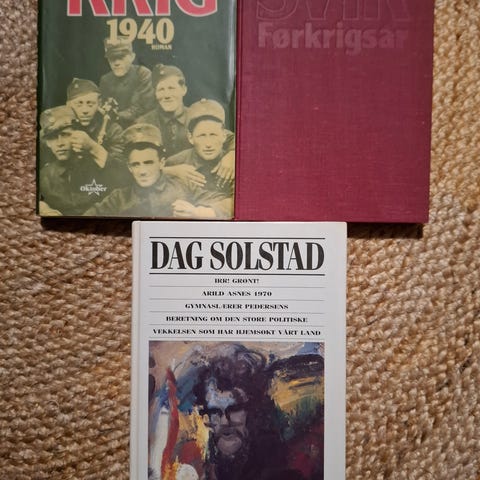 KRIG
1940
ROMAN
Oktober
SVIK
Førkrigsår
DAG SOLSTAD
IRR! GRØNT!
ARILD ASNES 1970
GYMNASLÆRER PEDERSENS
BERETNING OM DEN STORE POLITISKE
VEKKELSEN SOM HAR HJEMSØKT VÅRT LAND